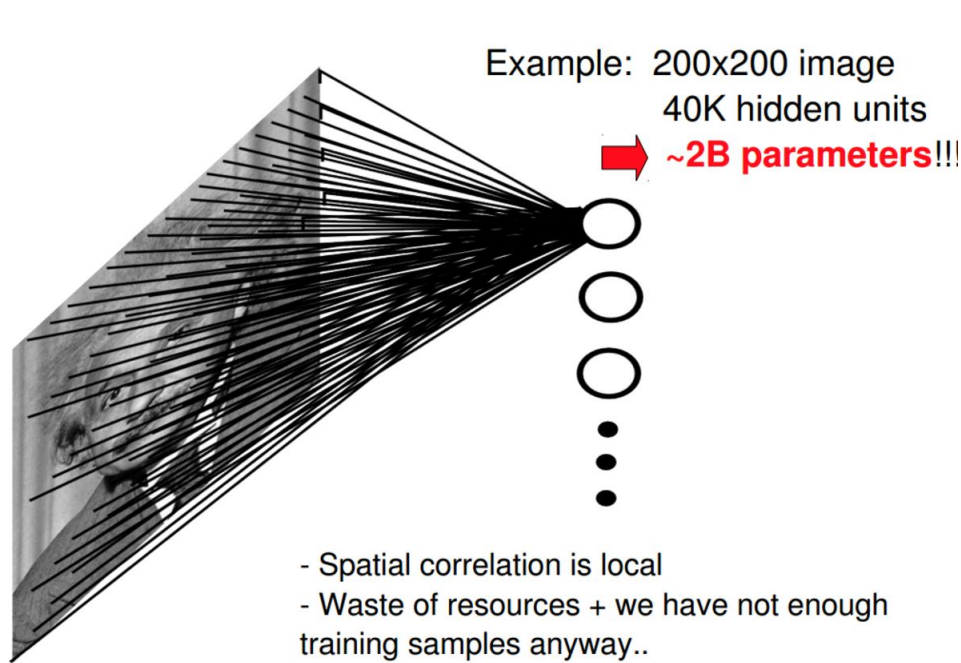 Example: 200x200 image
40K hidden units
~2B parameters!!!
- Spatial correlation is local
- Waste of resources + we have not enough
training samples anyway..